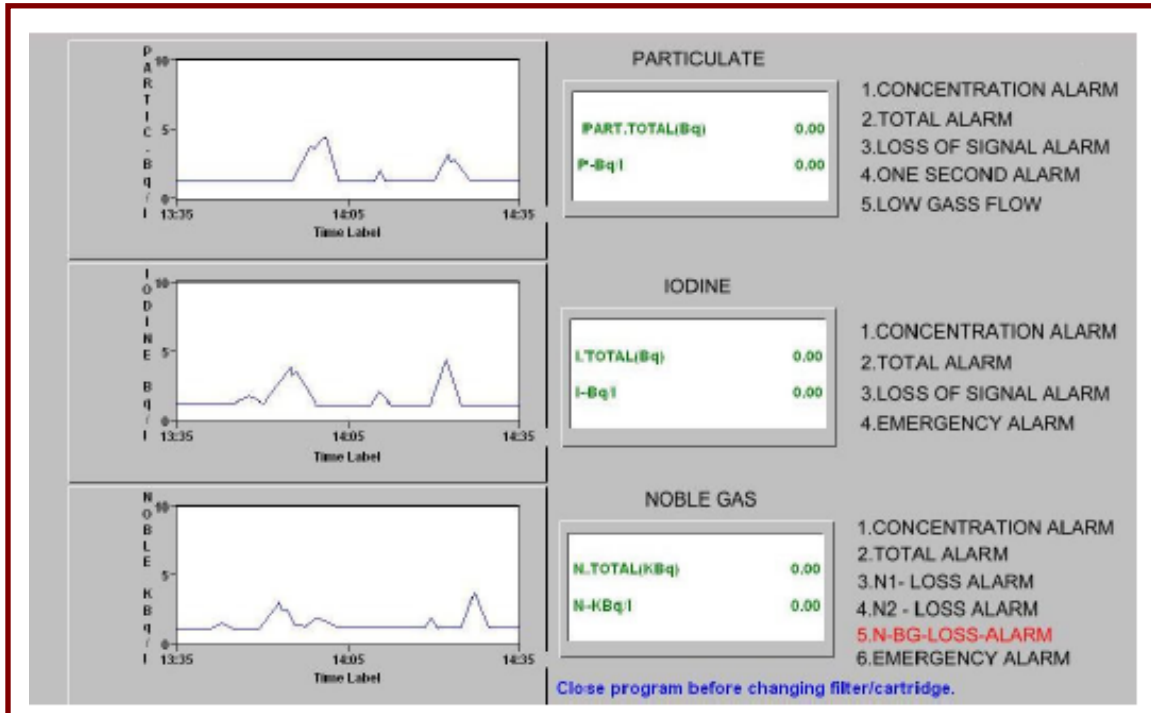 PARTIC-Bq/l
10
5
0
13:35 14:05 14:35
Time Label
PARTICULATE
PART.TOTAL(Bq) 0.00
P-Bq/l 0.00
1.CONCENTRATION ALARM
2.TOTAL ALARM
3.LOSS OF SIGNAL ALARM
4.ONE SECOND ALARM
5.LOW GASS FLOW
IODINE Bq/l
10
5
0
13:35 14:05 14:35
Time Label
IODINE
I.TOTAL(Bq) 0.00
I-Bq/l 0.00
1.CONCENTRATION ALARM
2.TOTAL ALARM
3.LOSS OF SIGNAL ALARM
4.EMERGENCY ALARM
NOBLE KBq/l
10
5
0
13:35 14:05 14:35
Time Label
NOBLE GAS
N.TOTAL(KBq) 0.00
N-KBq/l 0.00
1.CONCENTRATION ALARM
2.TOTAL ALARM
3.N1- LOSS ALARM
4.N2 - LOSS ALARM
5.N-BG-LOSS-ALARM
6.EMERGENCY ALARM
Close program before changing filter/cartridge.